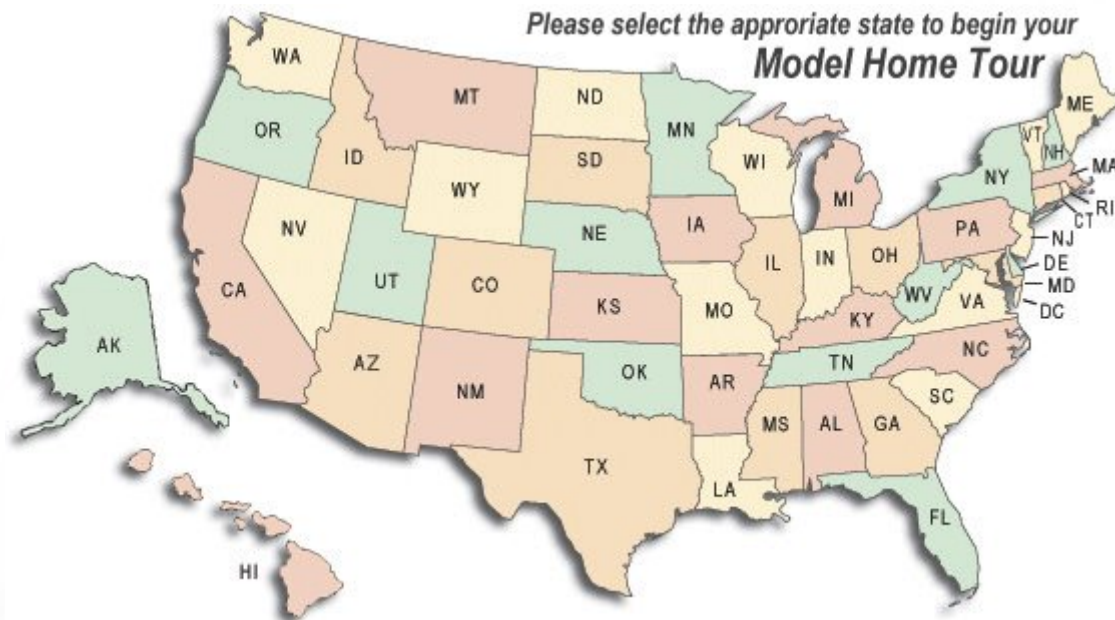 Please select the approriate state to begin your
Model Home Tour
WA
MT
ND
MN
ME
VT
NH
OR
ID
SD
WI
NY
MA
WY
MI
RI
CT
NV
NE
IA
PA
NJ
UT
CO
IL
IN
OH
DE
CA
KS
MO
WV
VA
MD
KY
DC
AK
AZ
NM
OK
AR
TN
NC
SC
MS
AL
GA
TX
LA
FL
HI